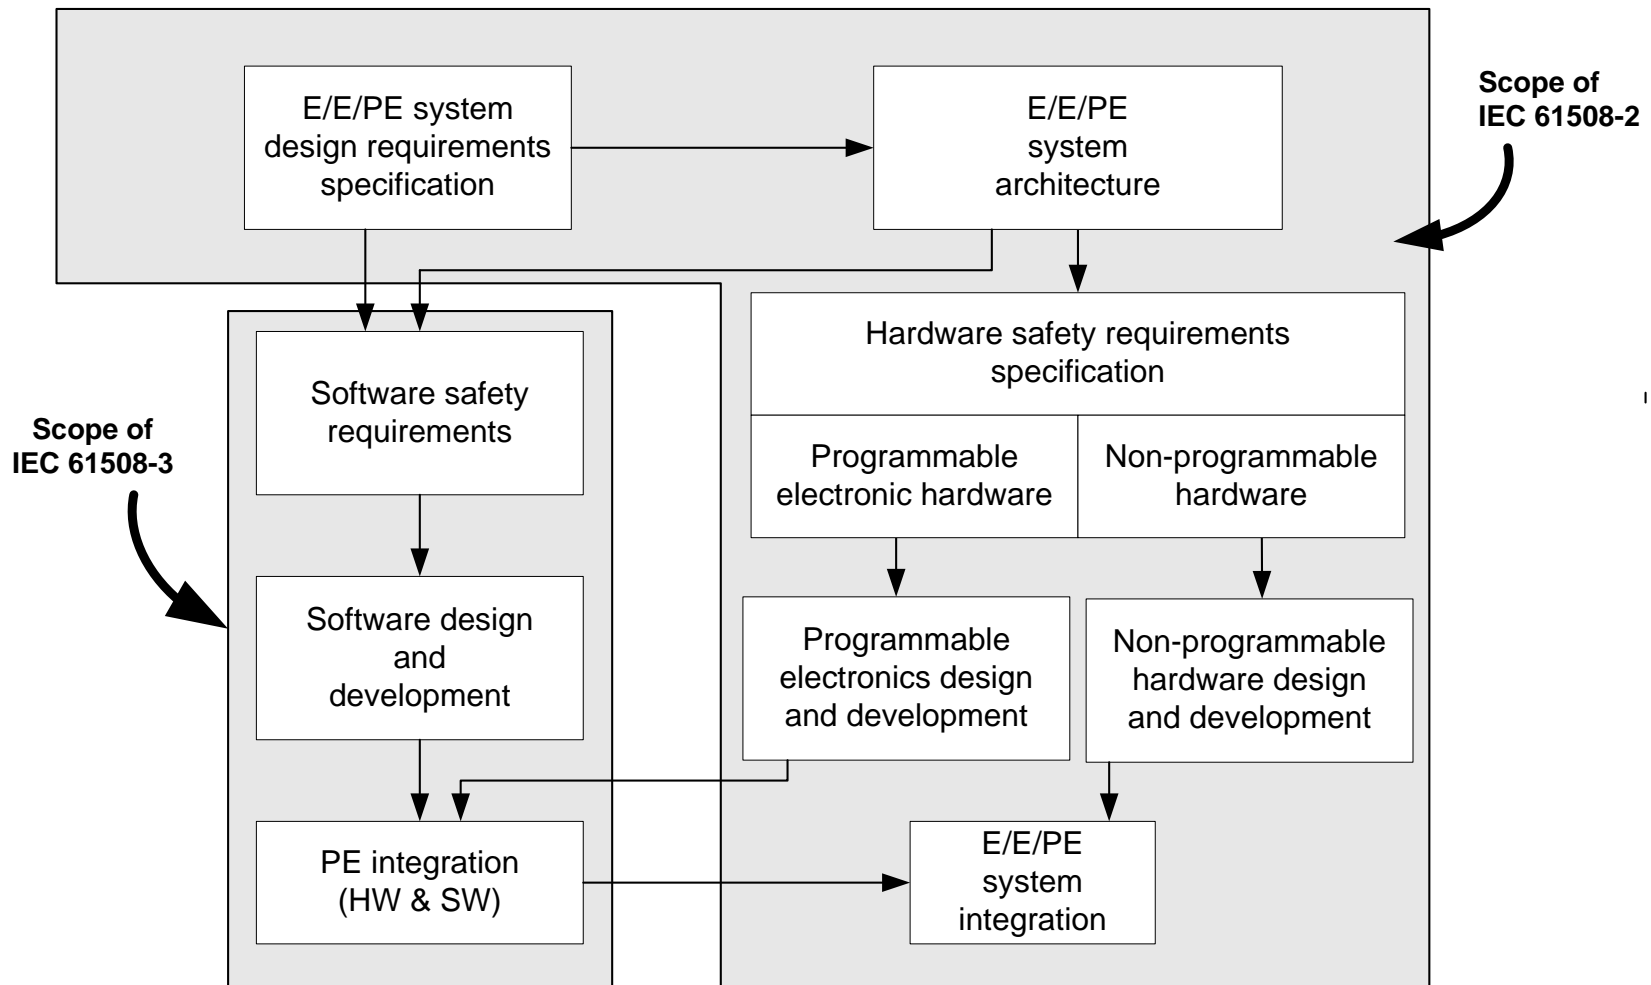 E/E/PE system
design requirements
specification
E/E/PE
system
architecture
Scope of
IEC 61508-2
Hardware safety requirements
specification
Software safety
requirements
Scope of
IEC 61508-3
Programmable
electronic hardware
Non-programmable
hardware
Software design
and
development
Programmable
electronics design
and development
Non-programmable
hardware design
and development
PE integration
(HW & SW)
E/E/PE
system
integration